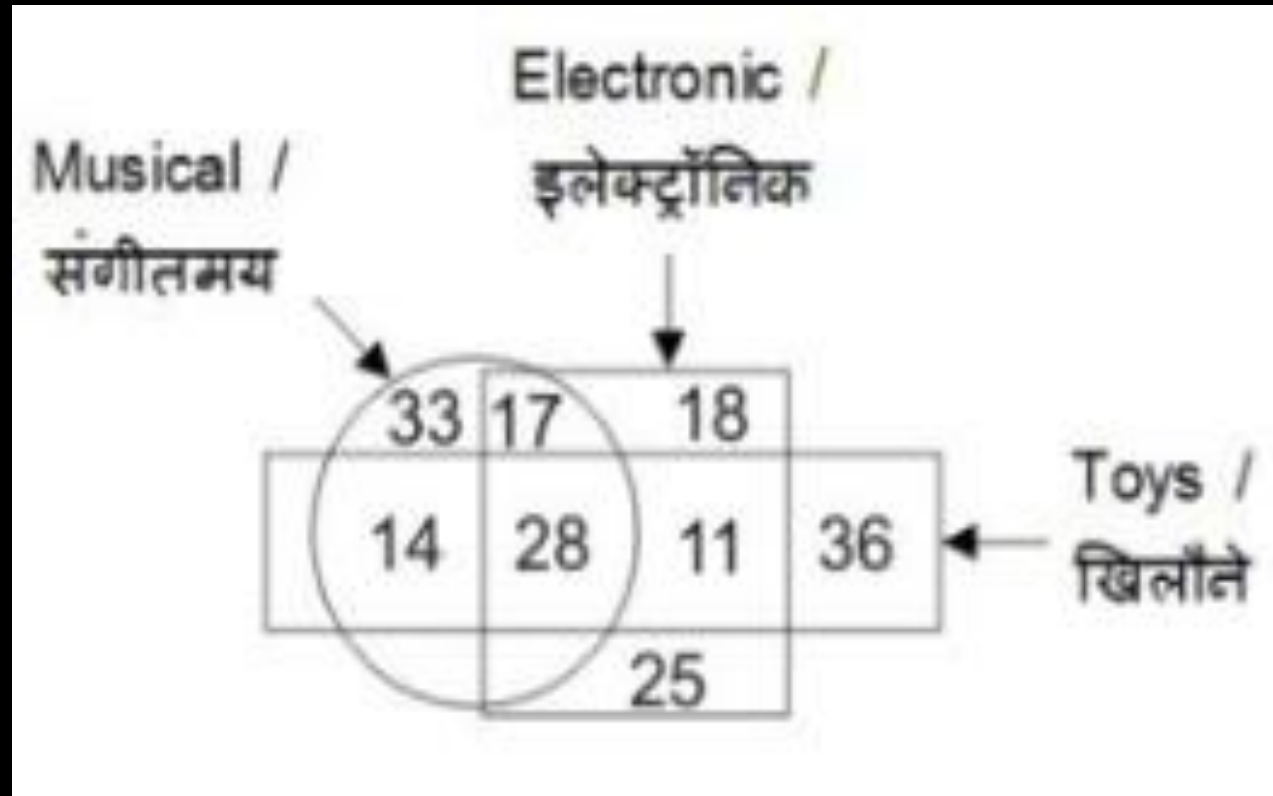 Electronic /
इलेक्ट्रॉनिक
Musical /
संगीतमय
33 17 18
Toys /
खिलौने
14 28 11 36
25